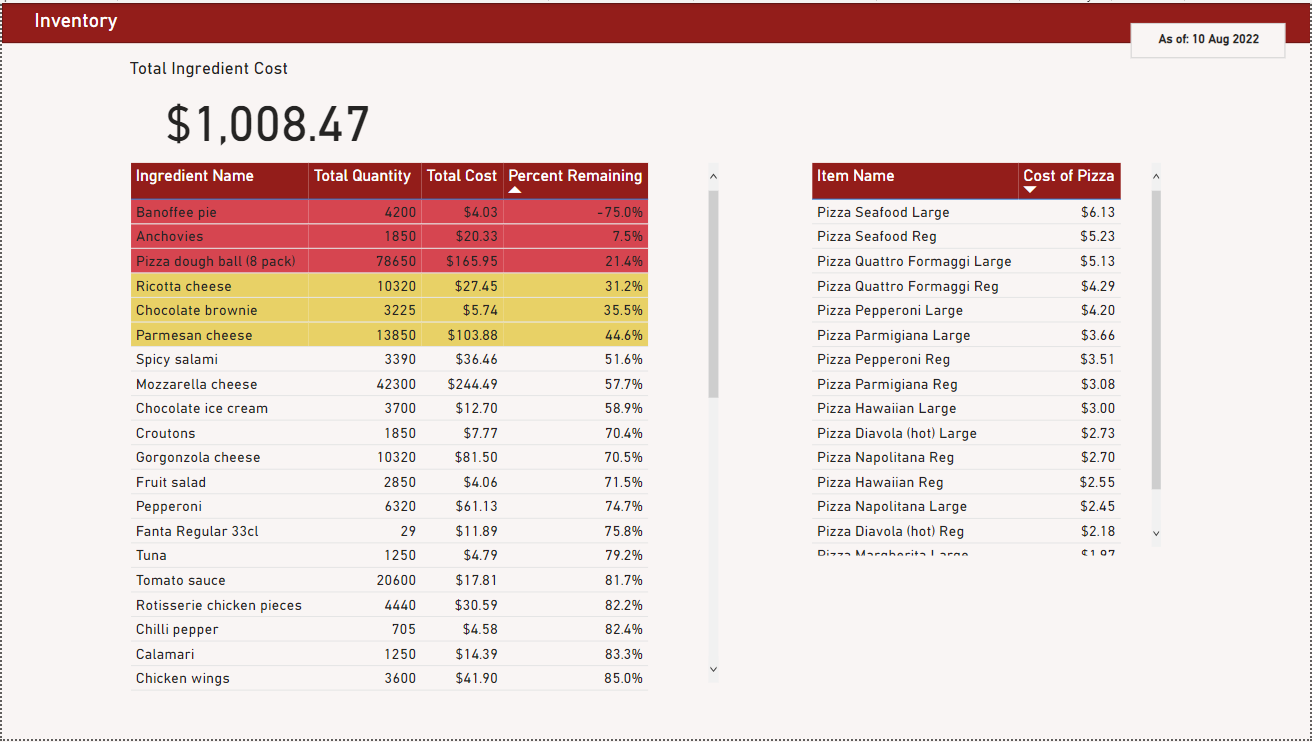 Inventory
As of: 10 Aug 2022
Total Ingredient Cost
$1,008.47
Ingredient Name Total Quantity Total Cost Percent Remaining
Banoffee pie 4200 $4.03 -75.0%
Anchovies 1850 $20.33 7.5%
Pizza dough ball (8 pack) 78650 $165.95 21.4%
Ricotta cheese 10320 $27.45 31.2%
Chocolate brownie 3225 $5.74 35.5%
Parmesan cheese 13850 $103.88 44.6%
Spicy salami 3390 $36.46 51.6%
Mozzarella cheese 42300 $244.49 57.7%
Chocolate ice cream 3700 $12.70 58.9%
Croutons 1850 $7.77 70.4%
Gorgonzola cheese 10320 $81.50 70.5%
Fruit salad 2850 $4.06 71.5%
Pepperoni 6320 $61.13 74.7%
Fanta Regular 33cl 29 $11.89 75.8%
Tuna 1250 $4.79 79.2%
Tomato sauce 20600 $17.81 81.7%
Rotisserie chicken pieces 4440 $30.59 82.2%
Chilli pepper 705 $4.58 82.4%
Calamari 1250 $14.39 83.3%
Chicken wings 3600 $41.90 85.0%
Item Name Cost of Pizza
Pizza Seafood Large $6.13
Pizza Seafood Reg $5.23
Pizza Quattro Formaggi Large $5.13
Pizza Quattro Formaggi Reg $4.29
Pizza Pepperoni Large $4.20
Pizza Parmigiana Large $3.66
Pizza Pepperoni Reg $3.51
Pizza Parmigiana Reg $3.08
Pizza Hawaiian Large $3.00
Pizza Diavola (hot) Large $2.73
Pizza Napolitana Reg $2.70
Pizza Hawaiian Reg $2.55
Pizza Napolitana Large $2.45
Pizza Diavola (hot) Reg $2.18
Pizza Margherita Large